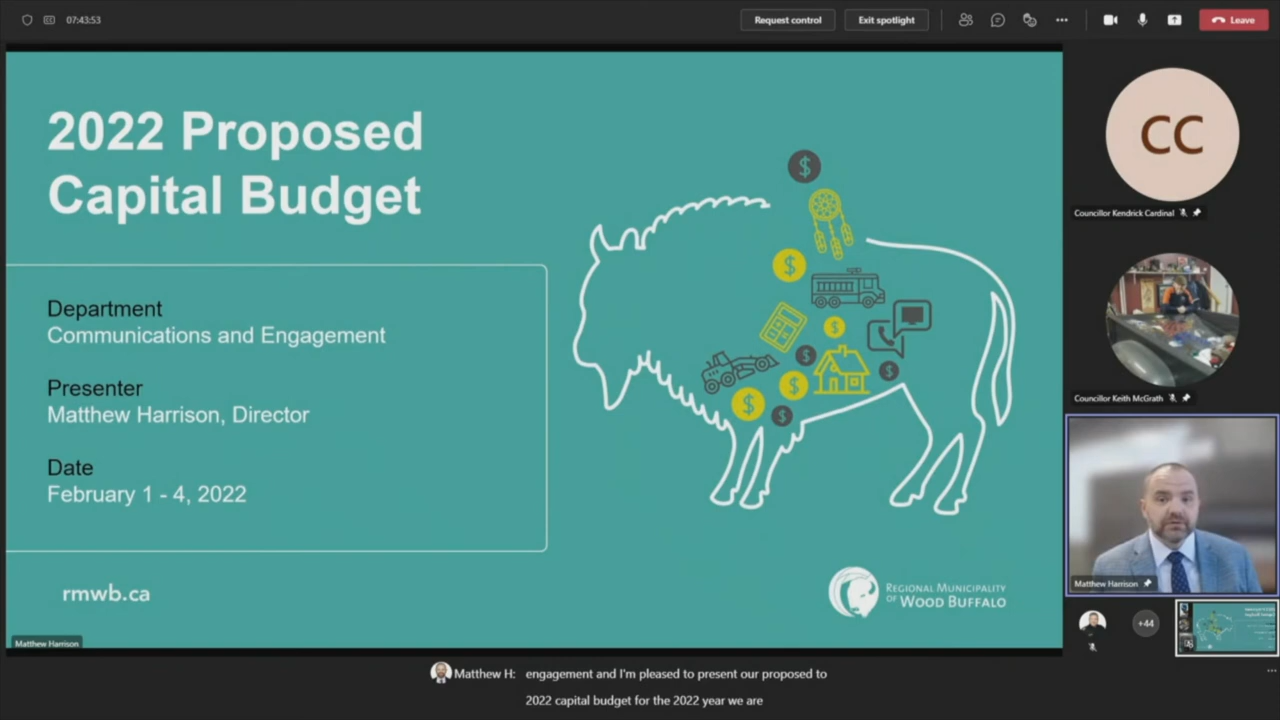 07:43:53
Request control
Exit spotlight
Leave
2022 Proposed
Capital Budget
Department
Communications and Engagement
Presenter
Matthew Harrison, Director
Date
February 1 - 4, 2022
rmwb.ca
REGIONAL MUNICIPALITY
OF WOOD BUFFALO
Matthew Harrison
CC
Councillor Kendrick Cardinal
Councillor Keith McGrath
Matthew Harrison
+44
Matthew H: engagement and I'm pleased to present our proposed to
2022 capital budget for the 2022 year we are